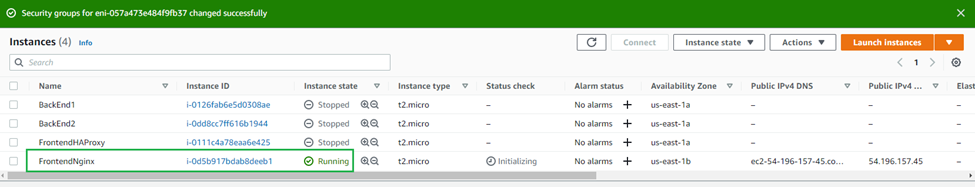 Security groups for eni-057a473e484f9fb37 changed successfully
Instances (4) Info Connect Instance state Actions Launch instances
Search 1
Name Instance ID Instance state Instance type Status check Alarm status Availability Zone Public IPv4 DNS Public IPv4 ... Elast
BackEnd1 i-0126fab6e5d0308ae Stopped t2.micro – No alarms + us-east-1a – – –
BackEnd2 i-0dd8cc7ff616b1944 Stopped t2.micro – No alarms + us-east-1a – – –
FrontendHAProxy i-0111c4a78eaa6e425 Stopped t2.micro – No alarms + us-east-1a – – –
FrontendNginx i-0d5b917bdab8deeb1 Running t2.micro Initializing No alarms + us-east-1b ec2-54-196-157-45.co... 54.196.157.45 –